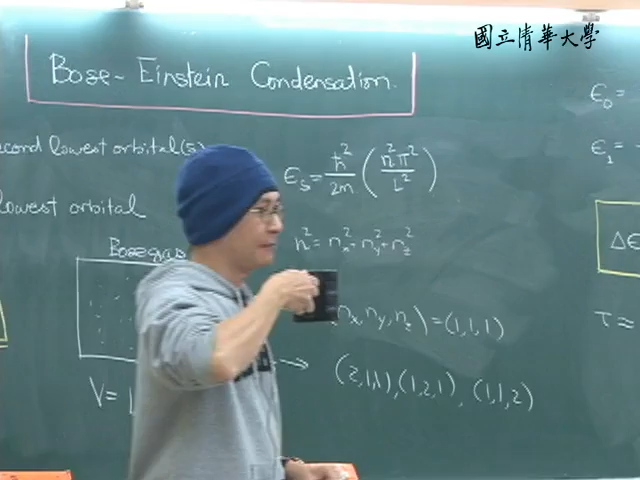 國立清華大學
Bose-Einstein Condensation.
second lowest orbital(s)
lowest orbital
Bose gas
V=
ϵ_s = ħ²/2m (n²π²/L²)
n² = n_x² + n_y² + n_z²
n_x, n_y, n_z) = (1,1,1)
→ (2,1,1), (1,2,1), (1,1,2)
ϵ_0 =
ϵ_1 =
Δϵ
τ ≈